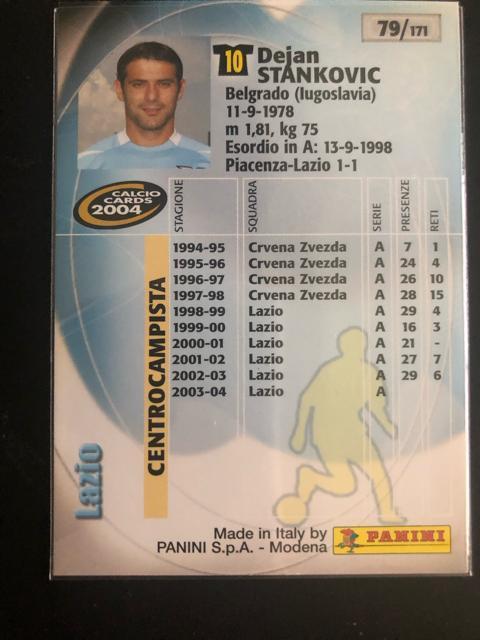 79/171
10 Dejan
STANKOVIC
Belgrado (Iugoslavia)
11-9-1978
m 1,81, kg 75
Esordio in A: 13-9-1998
Piacenza-Lazio 1-1
CALCIO
CARDS
2004
STAGIONE SQUADRA SERIE PRESENZE RETI
1994-95 Crvena Zvezda A 7 1
1995-96 Crvena Zvezda A 24 4
1996-97 Crvena Zvezda A 26 10
1997-98 Crvena Zvezda A 28 15
1998-99 Lazio A 29 4
1999-00 Lazio A 16 3
2000-01 Lazio A 21 -
2001-02 Lazio A 27 7
2002-03 Lazio A 29 6
2003-04 Lazio A
CENTROCAMPISTA
Lazio
Made in Italy by
PANINI S.p.A. - Modena
PANINI